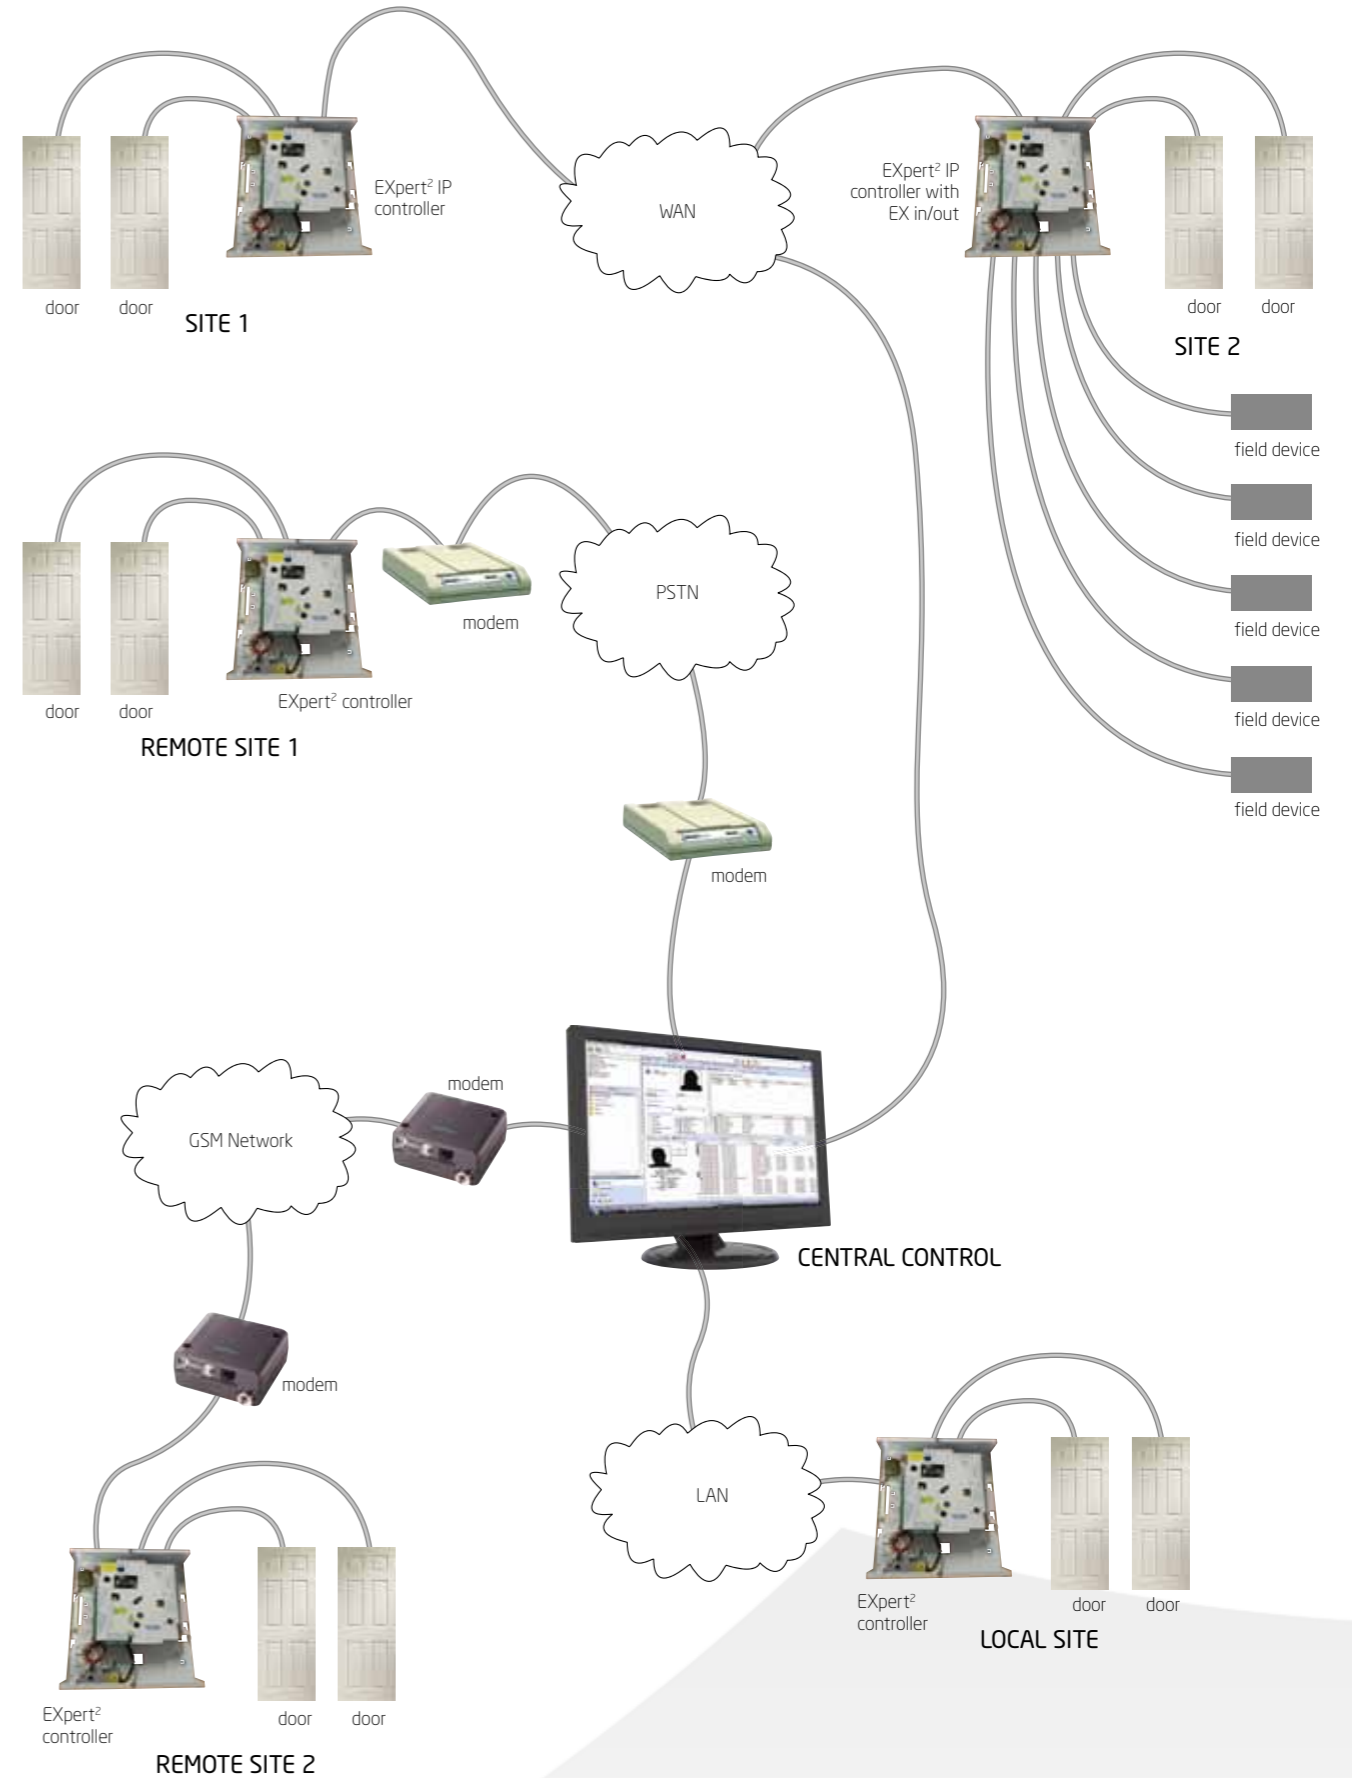 EXpert² IP
controller
door
door
SITE 1
WAN
EXpert² IP
controller with
EX in/out
door
door
SITE 2
field device
field device
field device
field device
field device
modem
PSTN
EXpert² controller
door
door
REMOTE SITE 1
modem
modem
GSM Network
CENTRAL CONTROL
modem
LAN
EXpert²
controller
door
door
LOCAL SITE
EXpert²
controller
door
door
REMOTE SITE 2